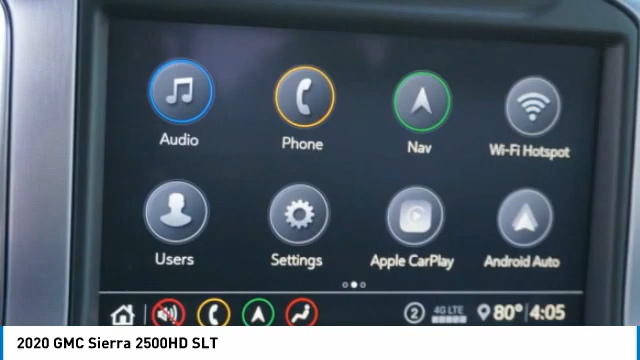 Audio Phone Nav Wi-Fi Hotspot
Users Settings Apple CarPlay Android Auto
2 4G LTE 80° 4:05
2020 GMC Sierra 2500HD SLT